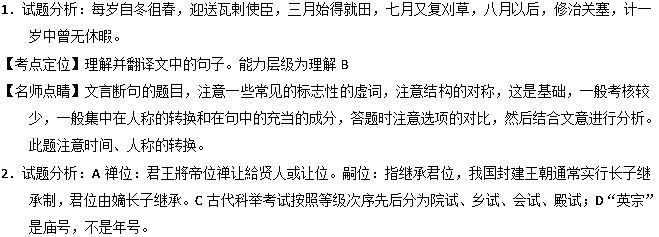 1．试题分析：每岁自冬徂春，迎送瓦剌使臣，三月始得就田，七月又复刈草，八月以后，修治关塞，计一
岁中曾无休暇。
【考点定位】理解并翻译文中的句子。能力层级为理解 B
【名师点睛】文言断句的题目，注意一些常见的标志性的虚词，注意结构的对称，这是基础，一般考核较
少，一般集中在人称的转换和在句中的充当的成分，答题时注意选项的对比，然后结合文意进行分析。
此题注意时间、人称的转换。
2．试题分析：A 禅位：君王將帝位禅让給贤人或让位。嗣位：指继承君位，我国封建王朝通常实行长子继
承制，君位由嫡长子继承。C 古代科举考试按照等级次序先后分为院试、乡试、会试、殿试；D“英宗”
是庙号，不是年号。